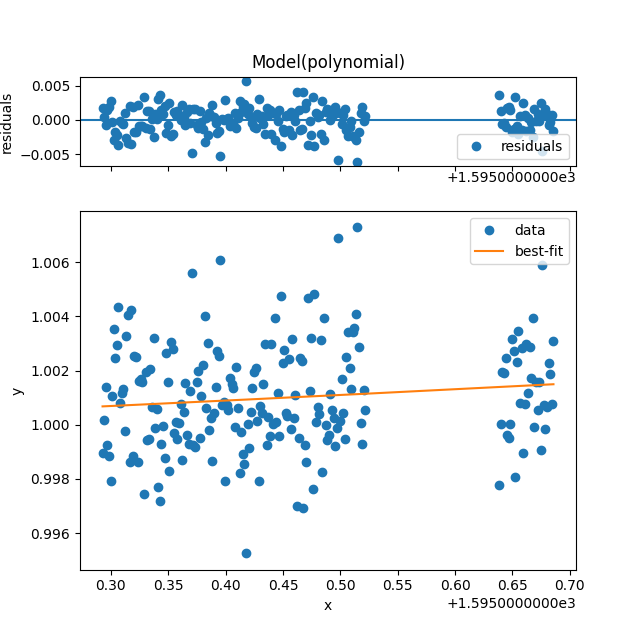 Model(polynomial)
0.005
0.000
−0.005
residuals
residuals
+1.5950000000e3
1.006
1.004
1.002
1.000
0.998
0.996
y
data
best-fit
0.30 0.35 0.40 0.45 0.50 0.55 0.60 0.65 0.70
x
+1.5950000000e3